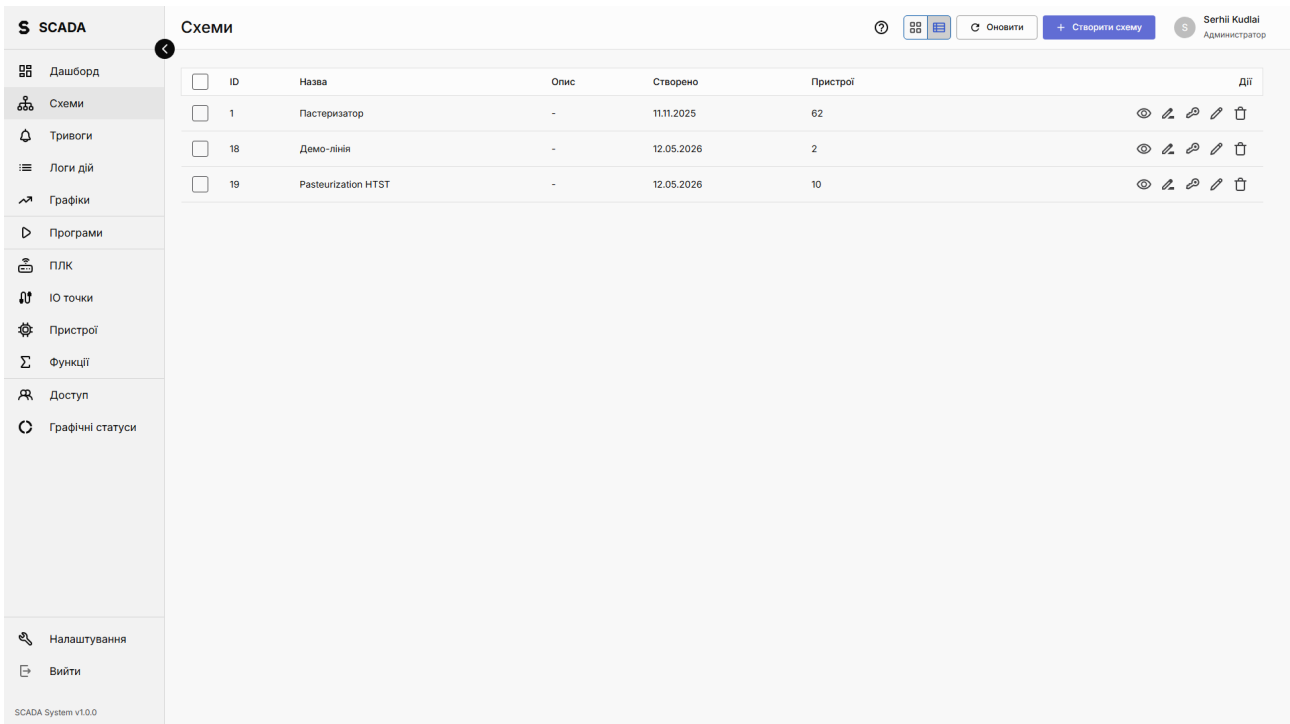 SCADA
Схеми
Оновити
+ Створити схему
S
Serhii Kudlai
Администратор
Дашборд
Схеми
Тривоги
Логи дій
Графіки
Програми
ПЛК
IO точки
Пристрої
Функції
Доступ
Графічні статуси
ID Назва Опис Створено Пристрої Дії
1 Пастеризатор - 11.11.2025 62
18 Демо-лінія - 12.05.2026 2
19 Pasteurization HTST - 12.05.2026 10
Налаштування
Вийти
SCADA System v1.0.0